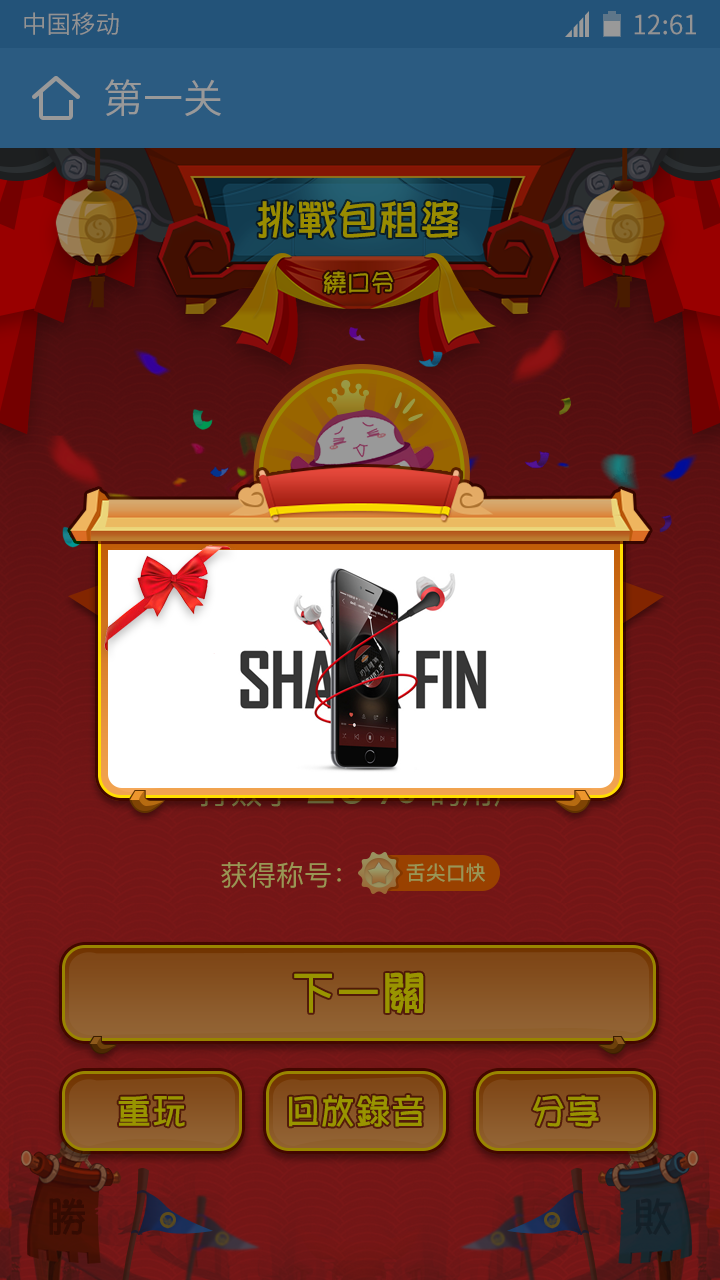 中国移动 12:61
第一关
挑戰包租婆
繞口令
SHA FIN
获得称号：舌尖口快
下一關
重玩 回放錄音 分享
勝 敗